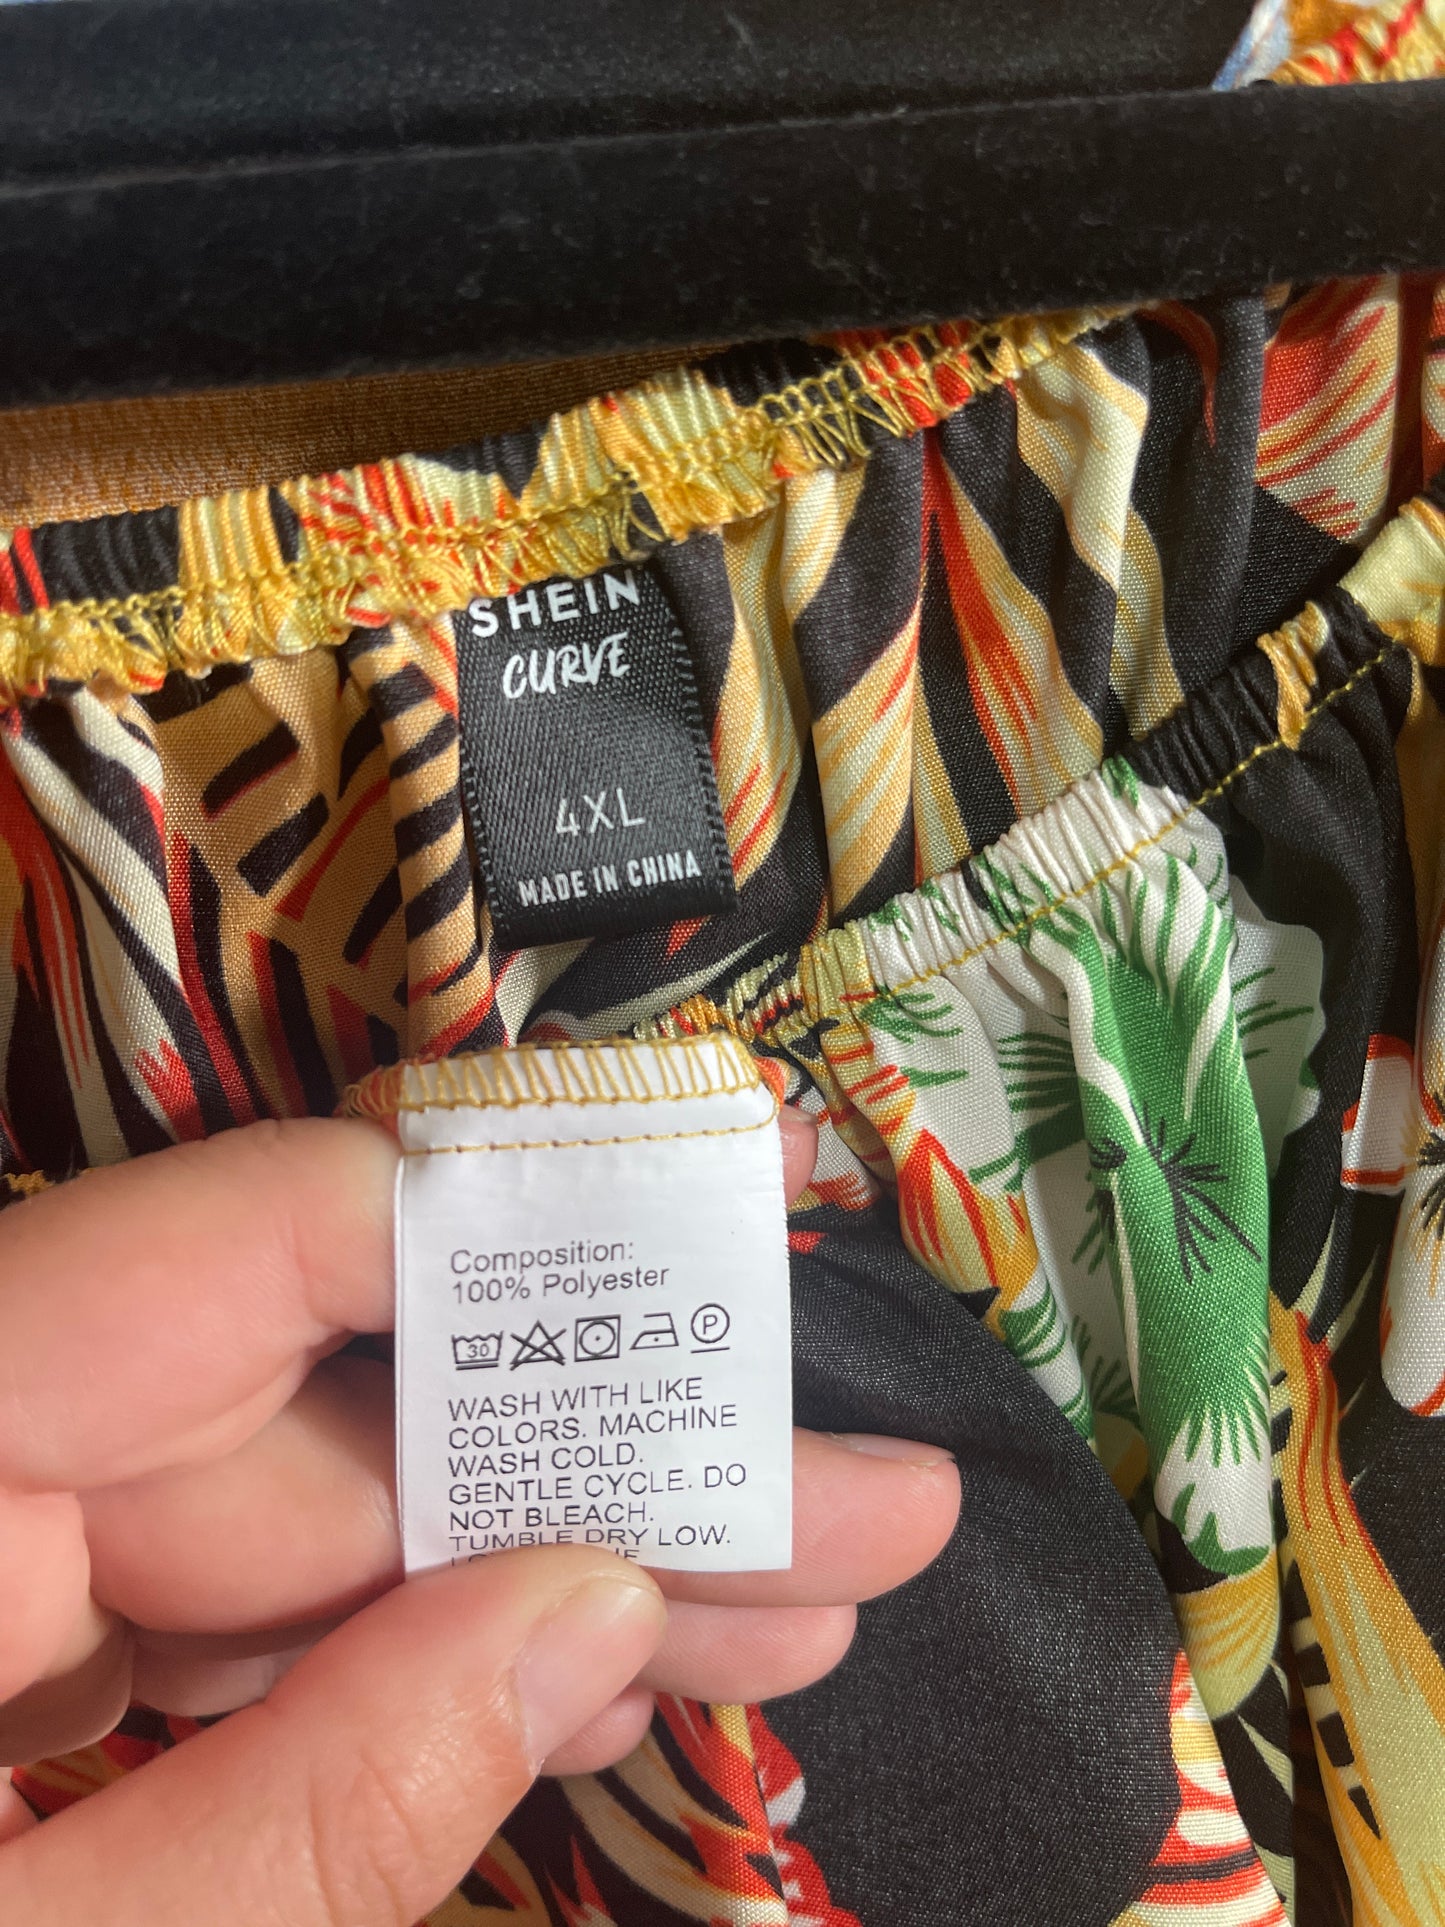 SHEIN
CURVE
4XL
MADE IN CHINA
Composition:
100% Polyester
30 P
WASH WITH LIKE
COLORS. MACHINE
WASH COLD.
GENTLE CYCLE. DO
NOT BLEACH.
TUMBLE DRY LOW.